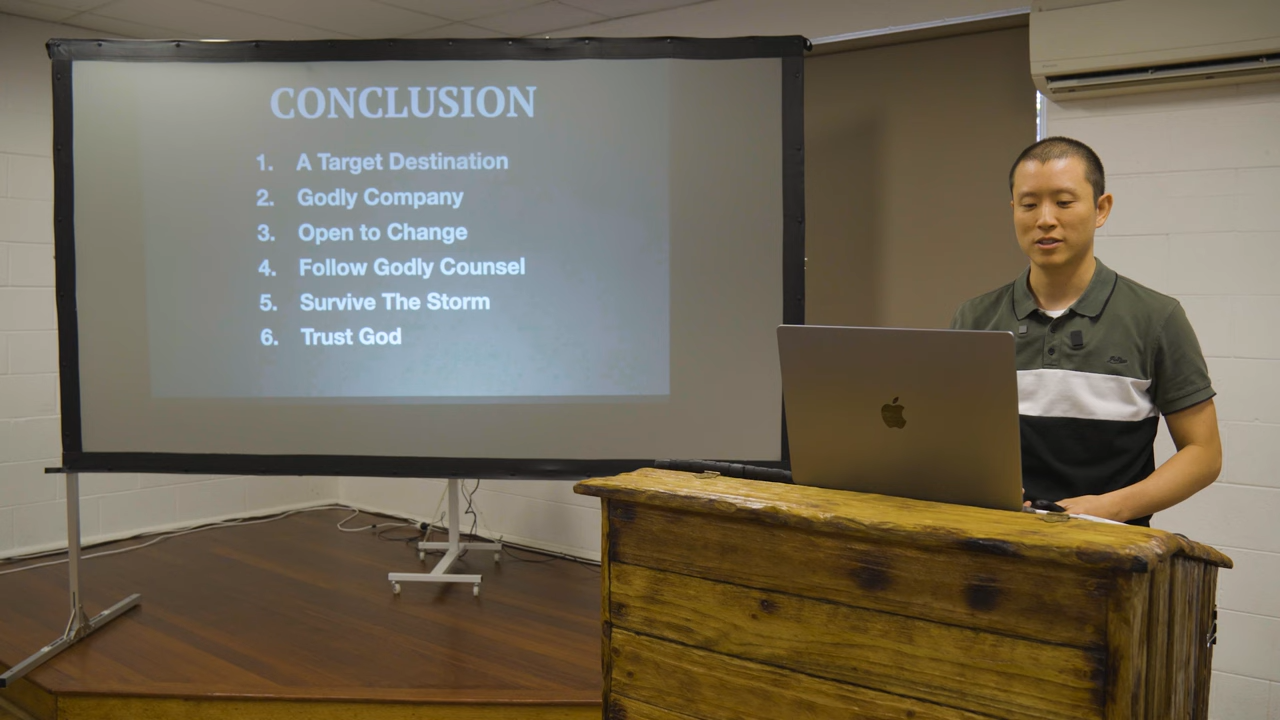 CONCLUSION
1. A Target Destination
2. Godly Company
3. Open to Change
4. Follow Godly Counsel
5. Survive The Storm
6. Trust God